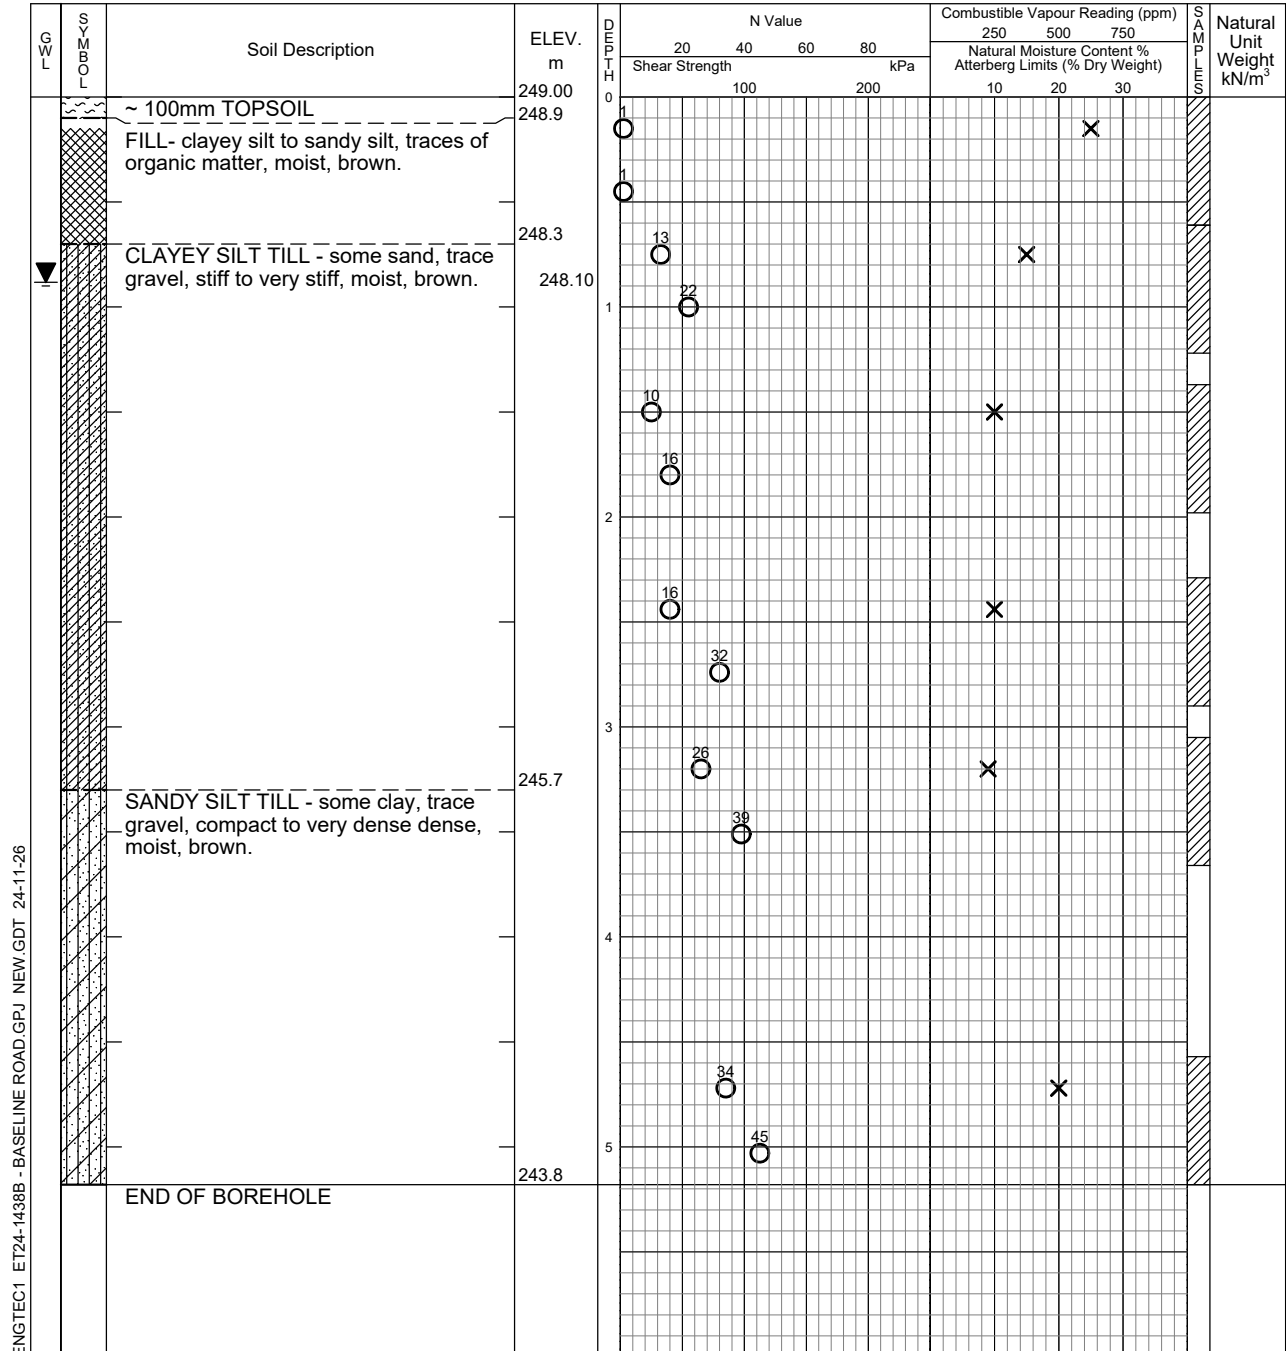 GWL
SYMBOL
Soil Description
ELEV.
m
DEPTH
N Value
20 40 60 80
Shear Strength kPa
100 200
Combustible Vapour Reading (ppm)
250 500 750
Natural Moisture Content %
Atterberg Limits (% Dry Weight)
10 20 30
SAMPLES
Natural
Unit
Weight
kN/m³
249.00
0
~ 100mm TOPSOIL
248.9
1
FILL- clayey silt to sandy silt, traces of
organic matter, moist, brown.
1
248.3
13
CLAYEY SILT TILL - some sand, trace
gravel, stiff to very stiff, moist, brown.
248.10
22
1
10
16
2
16
32
3
26
245.7
SANDY SILT TILL - some clay, trace
gravel, compact to very dense dense,
moist, brown.
39
4
34
45
5
243.8
END OF BOREHOLE
ENGTEC1 ET24-1438B - BASELINE ROAD.GPJ NEW.GDT 24-11-26